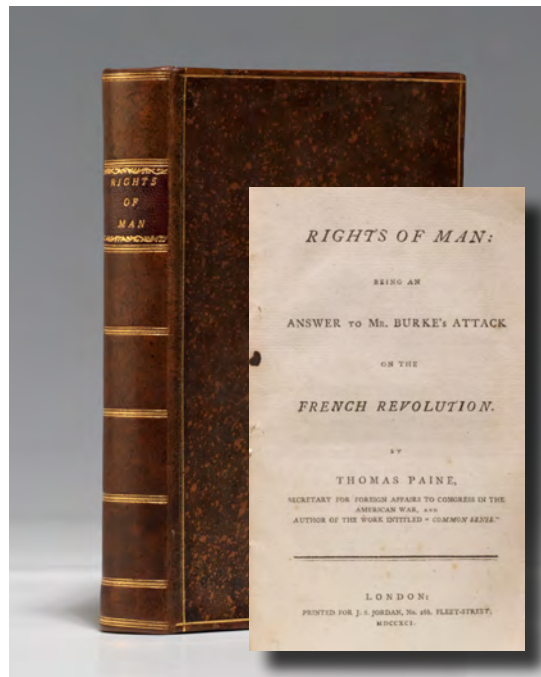 RIGHTS
OF
MAN
RIGHTS OF MAN:
BEING AN
ANSWER TO MR. BURKE'S ATTACK
ON THE
FRENCH REVOLUTION.
BY
THOMAS PAINE,
SECRETARY FOR FOREIGN AFFAIRS TO CONGRESS IN THE
AMERICAN WAR, AND
AUTHOR OF THE WORK INTITLED "COMMON SENSE."
LONDON:
PRINTED FOR J. S. JORDAN, No. 166. FLEET-STREET.
MDCCXCI.